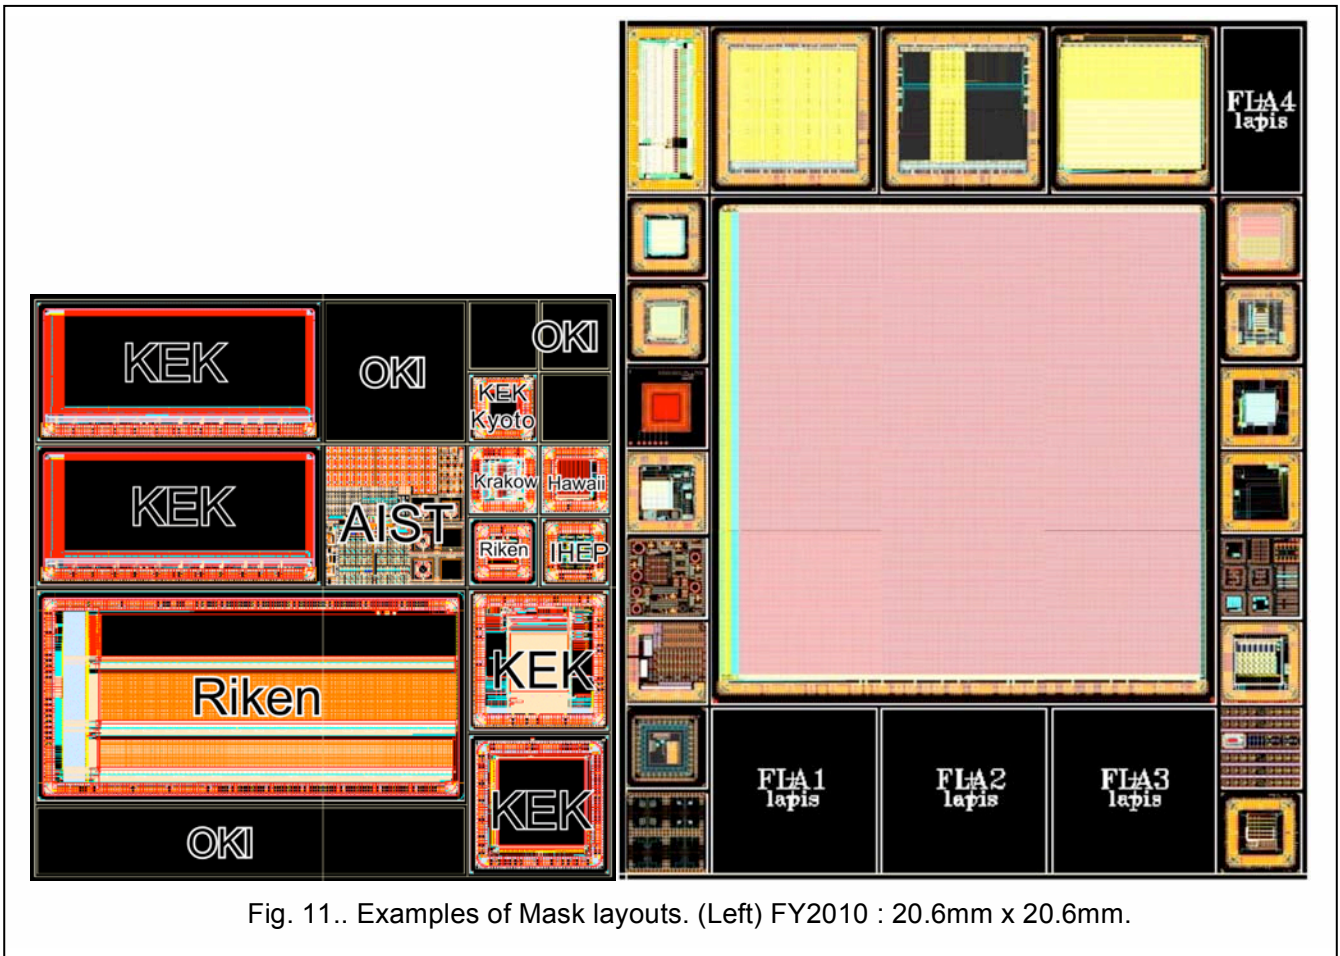 KEK
OKI
OKI
KEK
Kyoto
KEK
AIST
Krakow
Hawaii
Riken
IHEP
Riken
KEK
KEK
OKI
FLA4
lapis
FLA1
lapis
FLA2
lapis
FLA3
lapis
Fig. 11.. Examples of Mask layouts. (Left) FY2010 : 20.6mm x 20.6mm.